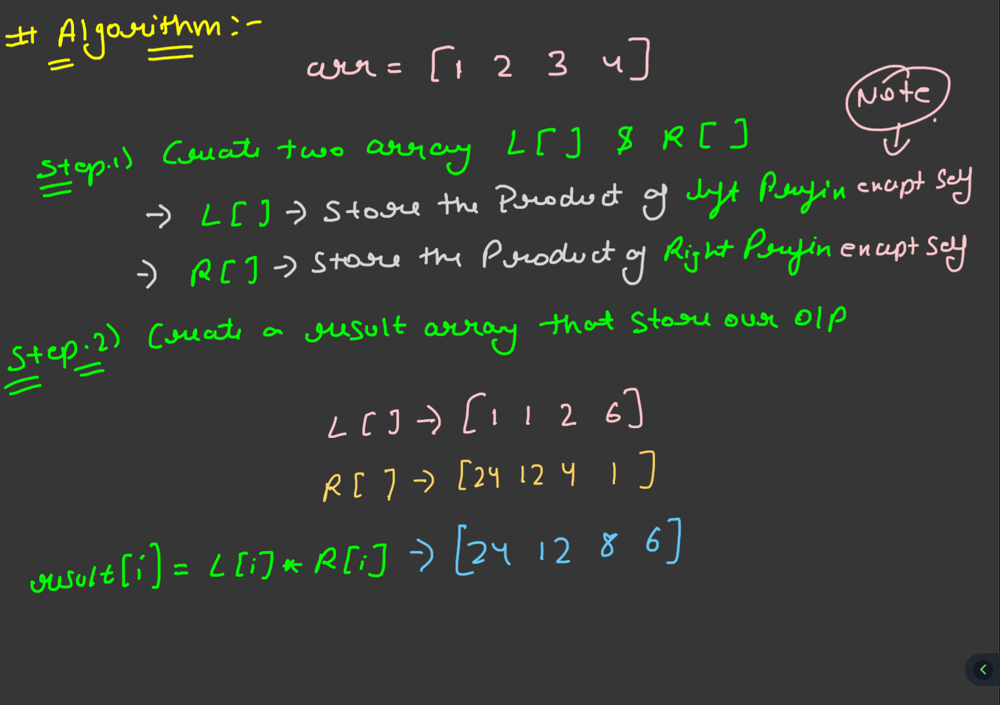 # Algorithm:-
arr = [1 2 3 4]
Note
Step.1) Create two array L[] & R[]
→ L[] → Store the Product of left Prefix except self
→ R[] → Store the Product of Right Prefix except self
Step.2) Create a result array that store our O/P
L[] → [1 1 2 6]
R[] → [24 12 4 1]
result[i] = L[i] * R[i] → [24 12 8 6]